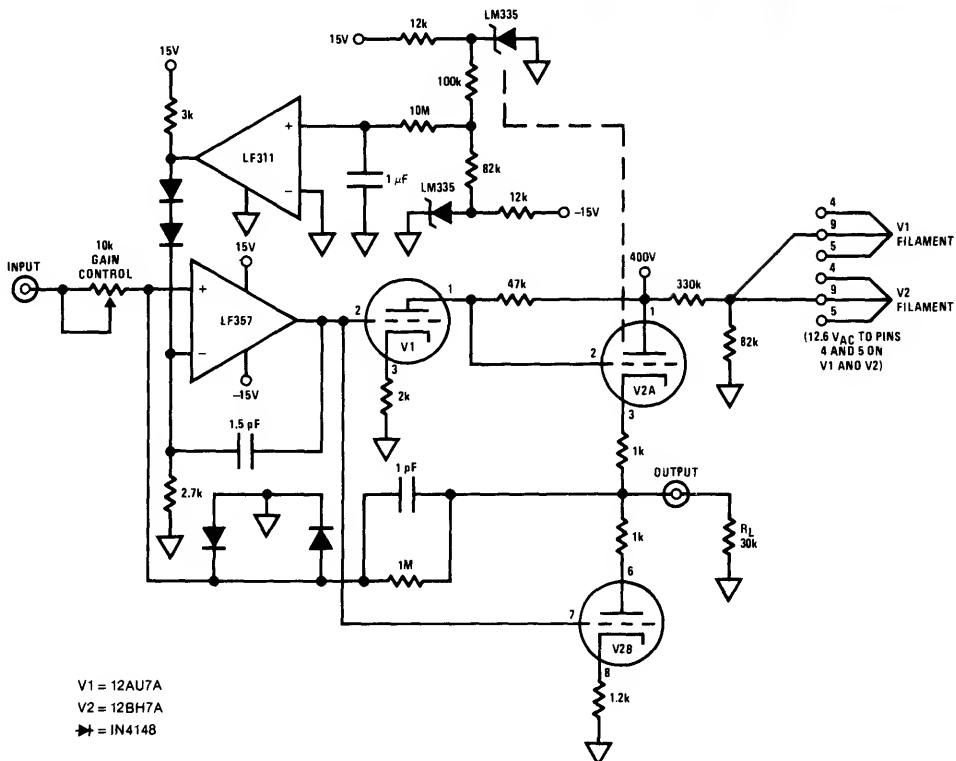 LM335
12k
15V
15V
100k
3k
10M
+
LF311
82k
1 μF
−
LM335
12k
−15V
4
V1
10k
GAIN
CONTROL
9
FILAMENT
INPUT
15V
400V
5
4
+
1
47k
330k
V2
2
9
FILAMENT
LF357
1
V1
5
82k
(12.6 VAC TO PINS
4 AND 5 ON
V1 ANO V2)
−
2
3
V2A
−15V
2k
3
1.5 pF
1k
1 pF
OUTPUT
2.7k
1k
RL
30k
1M
6
7
V2B
8
1.2k
V1 = 12AU7A
V2 = 12BH7A
= IN4148